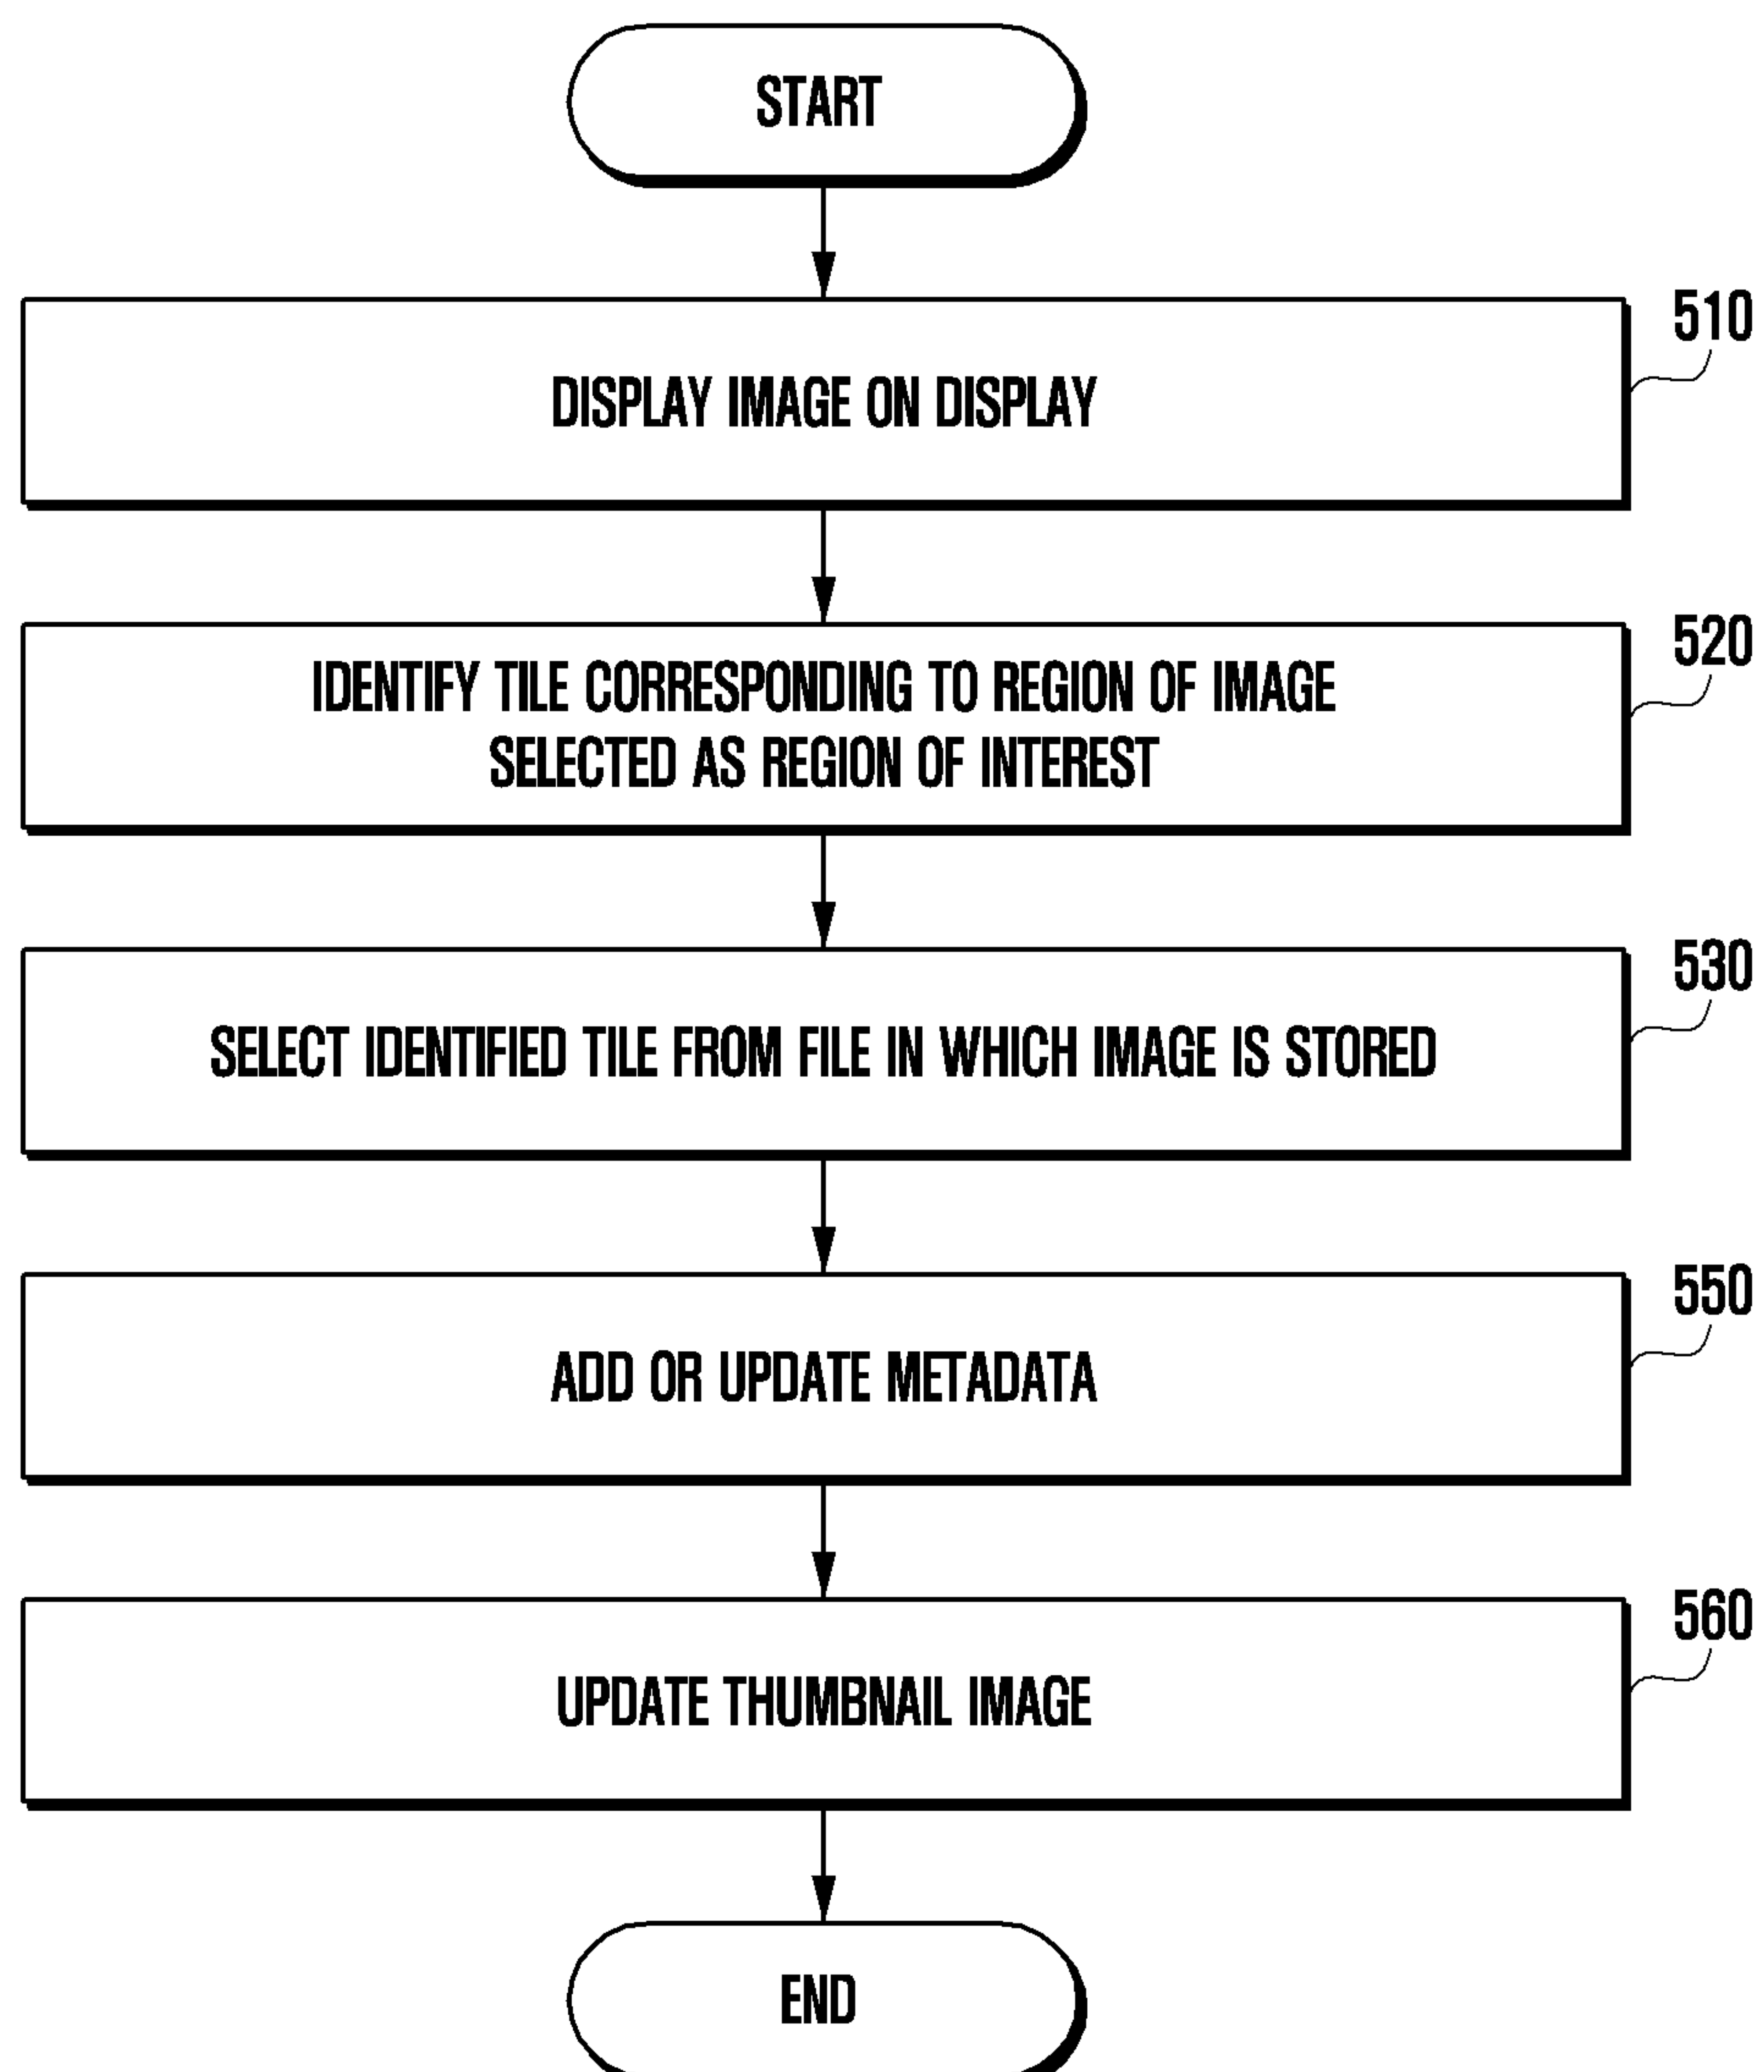 START
510
DISPLAY IMAGE ON DISPLAY
520
IDENTIFY TILE CORRESPONDING TO REGION OF IMAGE
SELECTED AS REGION OF INTEREST
530
SELECT IDENTIFIED TILE FROM FILE IN WHICH IMAGE IS STORED
550
ADD OR UPDATE METADATA
560
UPDATE THUMBNAIL IMAGE
END